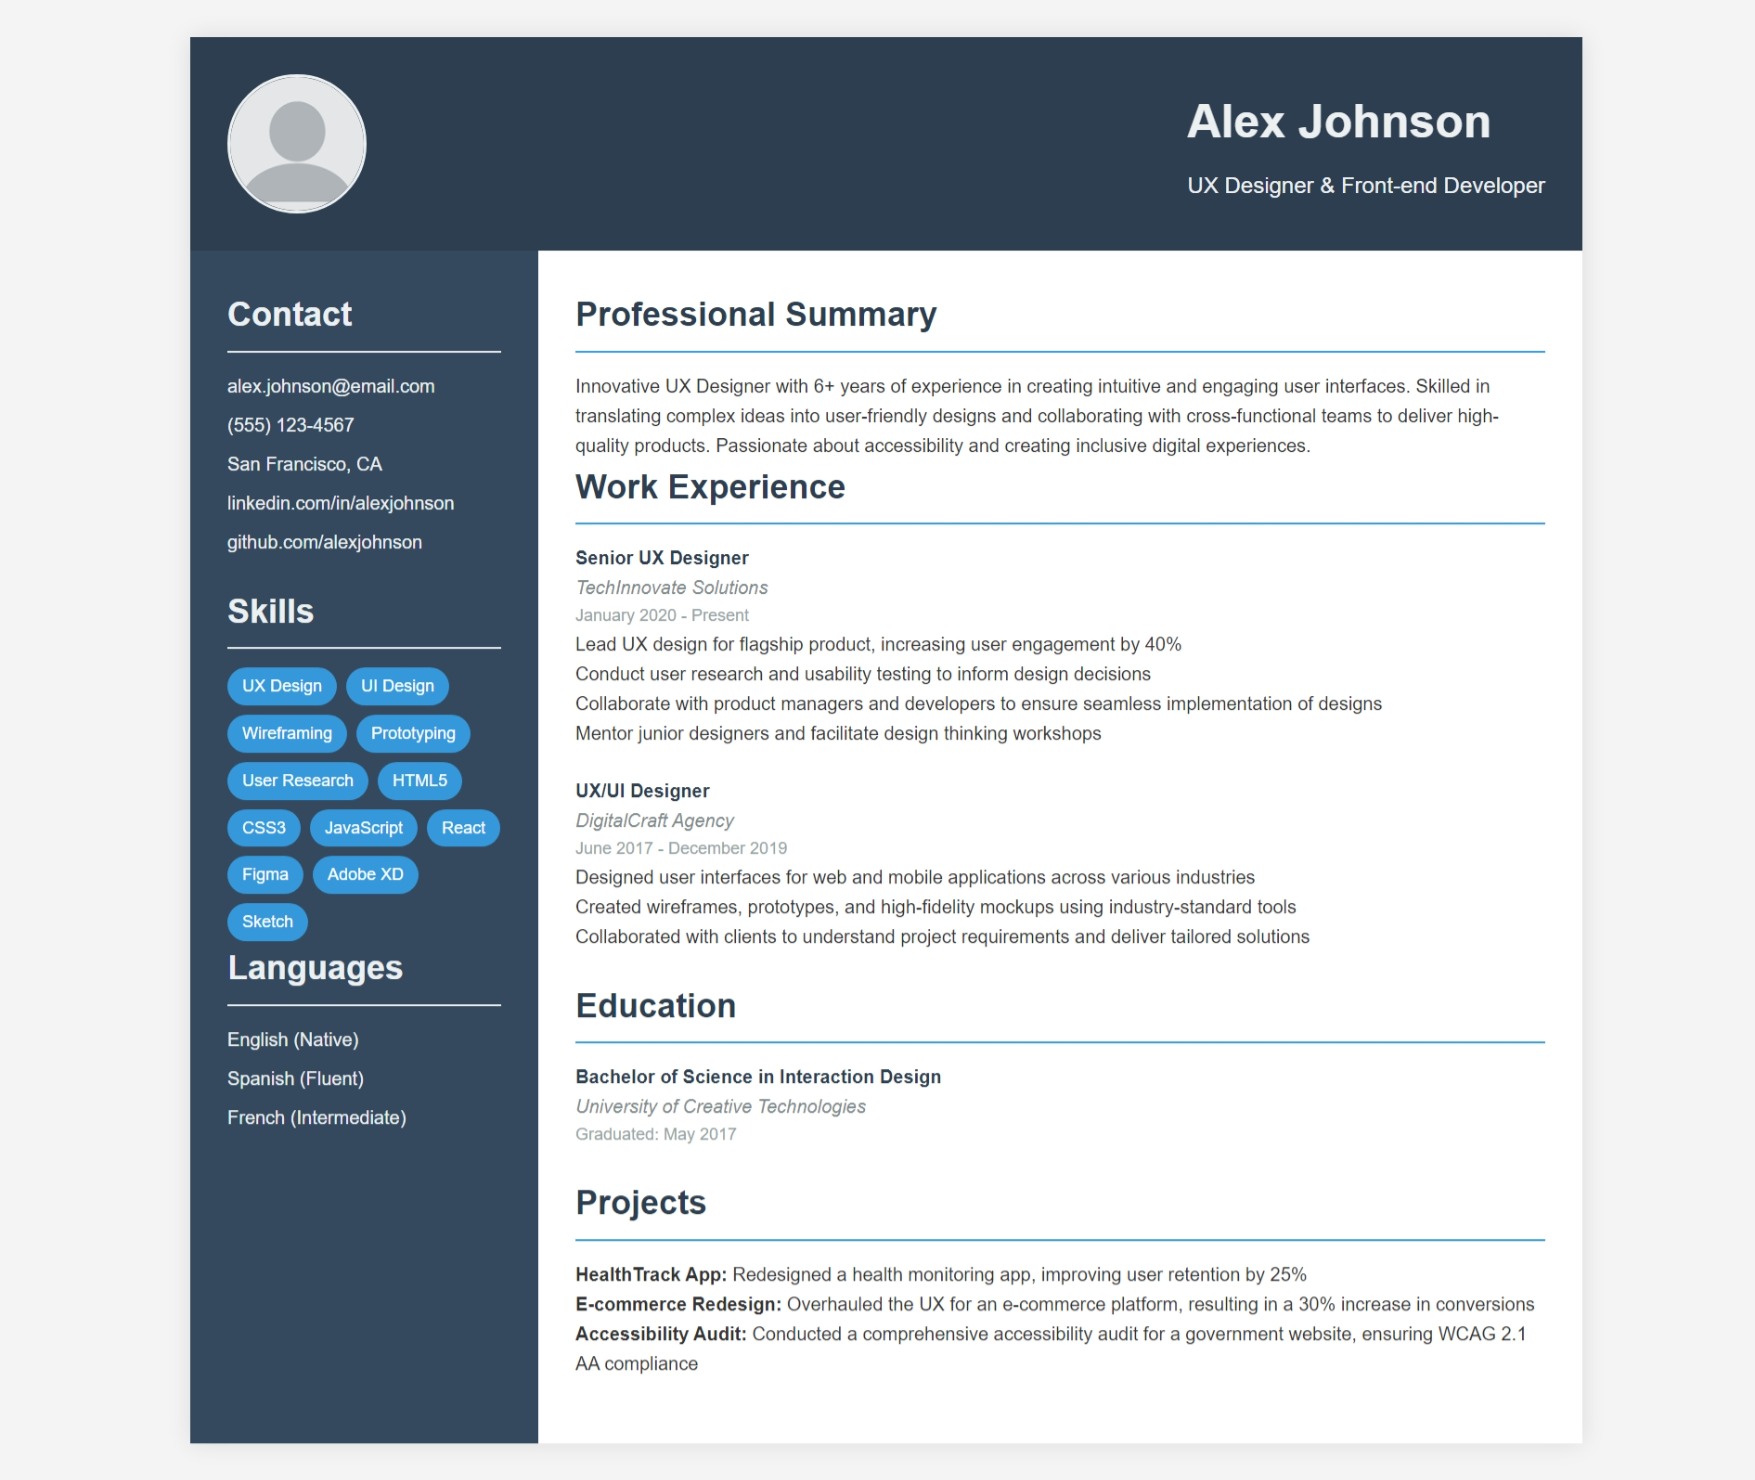 Alex Johnson
UX Designer & Front-end Developer
Contact
alex.johnson@email.com
(555) 123-4567
San Francisco, CA
linkedin.com/in/alexjohnson
github.com/alexjohnson
Skills
UX Design UI Design
Wireframing Prototyping
User Research HTML5
CSS3 JavaScript React
Figma Adobe XD
Sketch
Languages
English (Native)
Spanish (Fluent)
French (Intermediate)
Professional Summary
Innovative UX Designer with 6+ years of experience in creating intuitive and engaging user interfaces. Skilled in
translating complex ideas into user-friendly designs and collaborating with cross-functional teams to deliver high-
quality products. Passionate about accessibility and creating inclusive digital experiences.
Work Experience
Senior UX Designer
TechInnovate Solutions
January 2020 - Present
Lead UX design for flagship product, increasing user engagement by 40%
Conduct user research and usability testing to inform design decisions
Collaborate with product managers and developers to ensure seamless implementation of designs
Mentor junior designers and facilitate design thinking workshops
UX/UI Designer
DigitalCraft Agency
June 2017 - December 2019
Designed user interfaces for web and mobile applications across various industries
Created wireframes, prototypes, and high-fidelity mockups using industry-standard tools
Collaborated with clients to understand project requirements and deliver tailored solutions
Education
Bachelor of Science in Interaction Design
University of Creative Technologies
Graduated: May 2017
Projects
HealthTrack App: Redesigned a health monitoring app, improving user retention by 25%
E-commerce Redesign: Overhauled the UX for an e-commerce platform, resulting in a 30% increase in conversions
Accessibility Audit: Conducted a comprehensive accessibility audit for a government website, ensuring WCAG 2.1
AA compliance